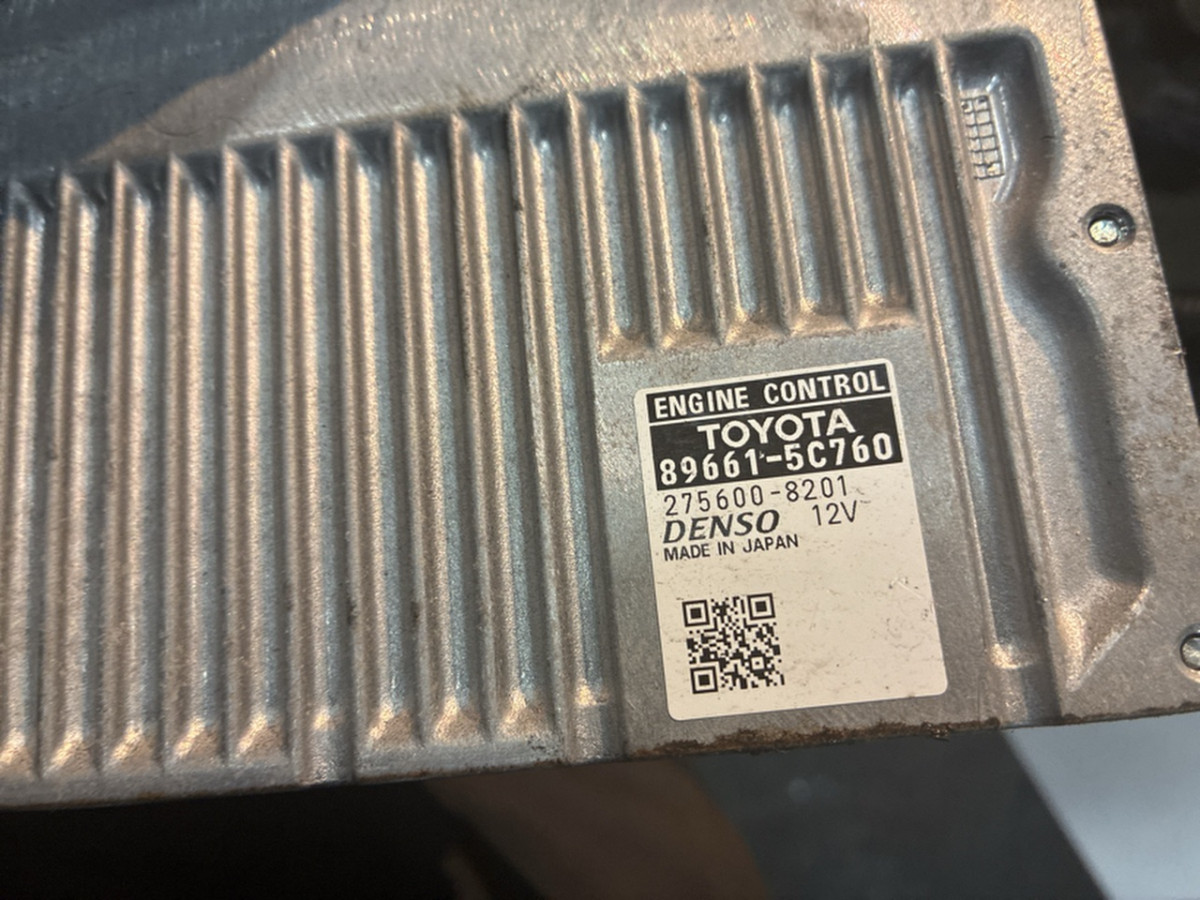 ENGINE CONTROL
TOYOTA
89661-5C760
275600-8201
DENSO 12V
MADE IN JAPAN